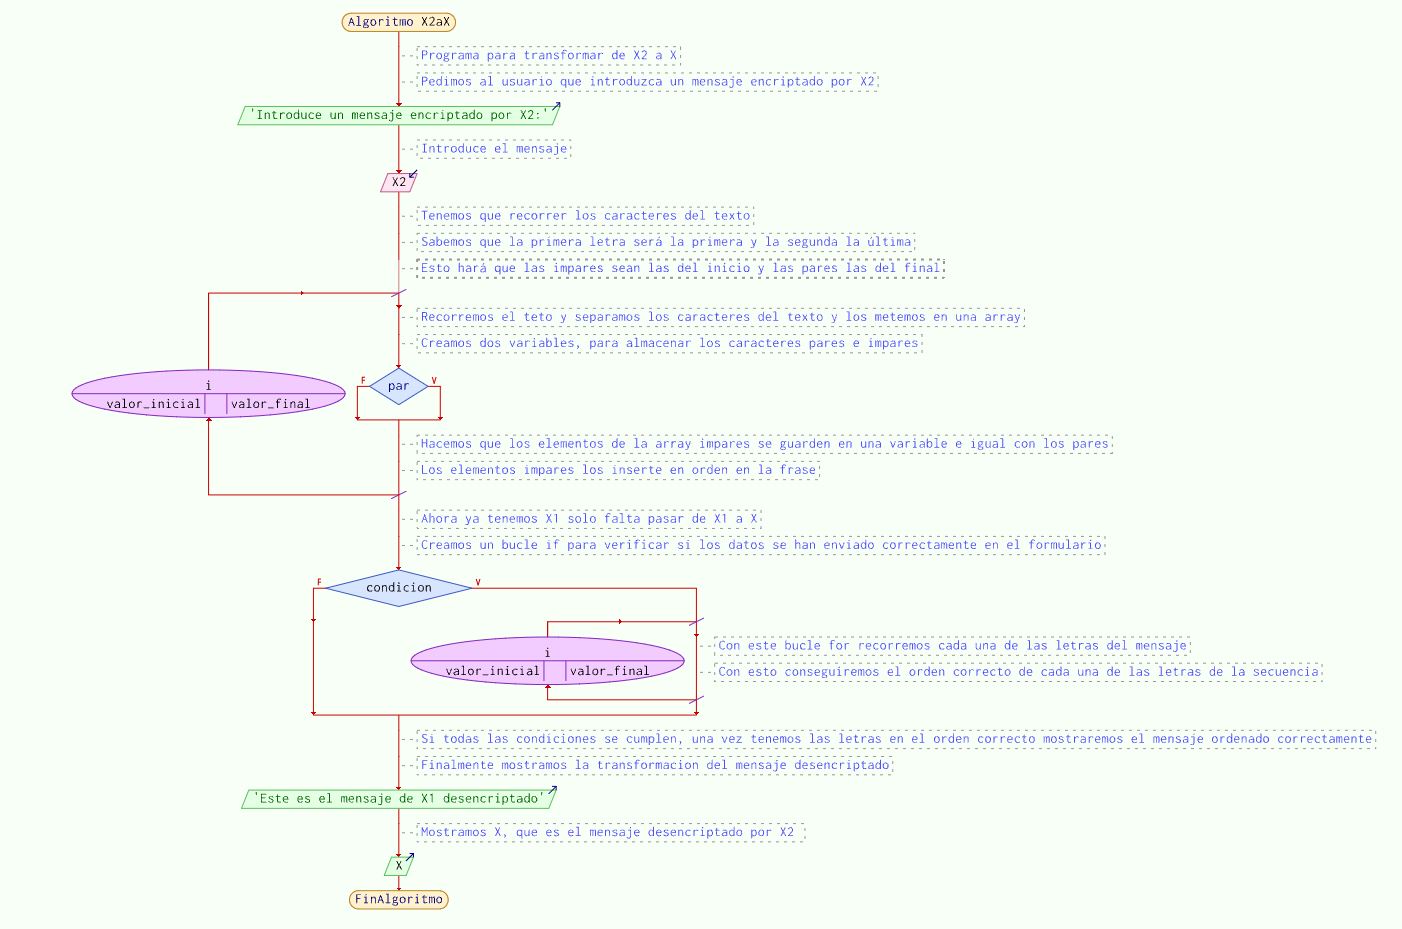 Algoritmo X2aX
Programa para transformar de X2 a X
Pedimos al usuario que introduzca un mensaje encriptado por X2
'Introduce un mensaje encriptado por X2:'
Introduce el mensaje
X2
Tenemos que recorrer los caracteres del texto
Sabemos que la primera letra será la primera y la segunda la última
Esto hará que las impares sean las del inicio y las pares las del final
Recorremos el teto y separamos los caracteres del texto y los metemos en una array
Creamos dos variables, para almacenar los caracteres pares e impares
i
valor_inicial valor_final
F par V
Hacemos que los elementos de la array impares se guarden en una variable e igual con los pares
Los elementos impares los inserte en orden en la frase
Ahora ya tenemos X1 solo falta pasar de X1 a X
Creamos un bucle if para verificar si los datos se han enviado correctamente en el formulario
F condicion V
i
valor_inicial valor_final
Con este bucle for recorremos cada una de las letras del mensaje
Con esto conseguiremos el orden correcto de cada una de las letras de la secuencia
Si todas las condiciones se cumplen, una vez tenemos las letras en el orden correcto mostraremos el mensaje ordenado correctamente
Finalmente mostramos la transformacion del mensaje desencriptado
'Este es el mensaje de X1 desencriptado'
Mostramos X, que es el mensaje desencriptado por X2
X
FinAlgoritmo